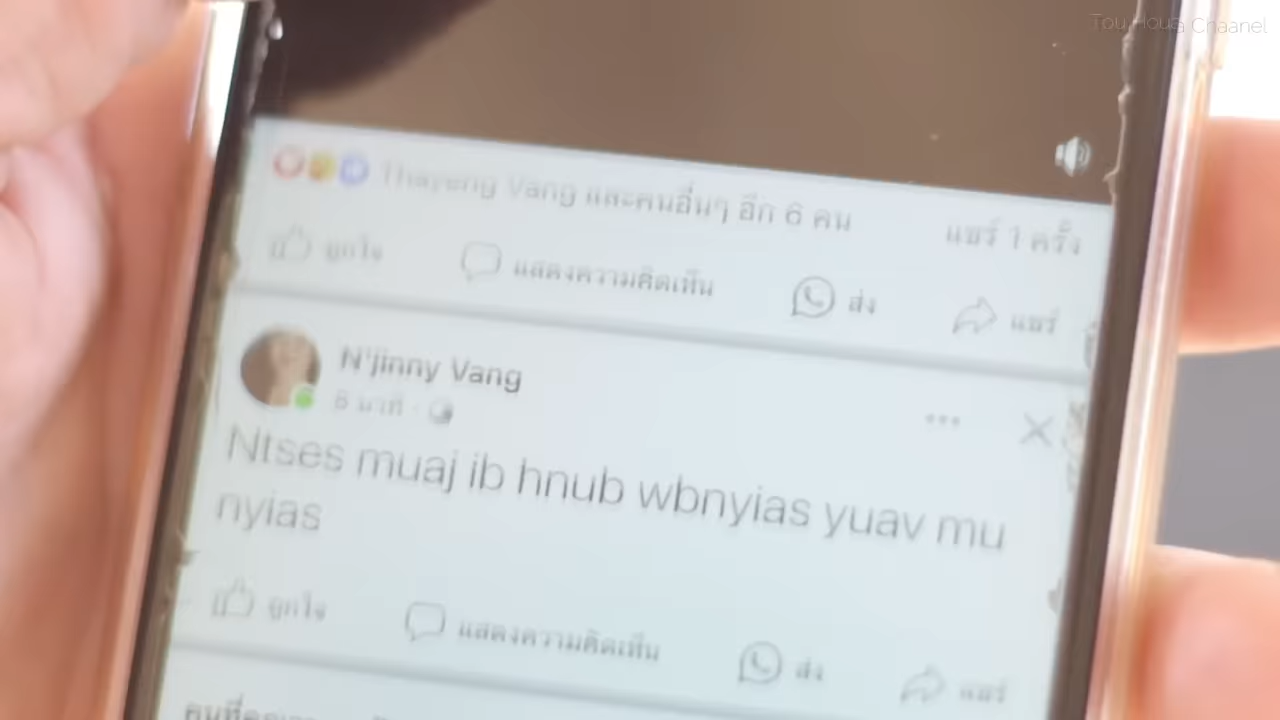 Tou Houa Chaanel
Thayeng Vang และคนอื่นๆ อีก 6 คน
แชร์ 1 ครั้ง
ถูกใจ
แสดงความคิดเห็น
ส่ง
แชร์
N'jinny Vang
นาที
Ntses muaj ib hnub wbnyias yuav mu
nyias
ถูกใจ
แสดงความคิดเห็น
ส่ง
แชร์